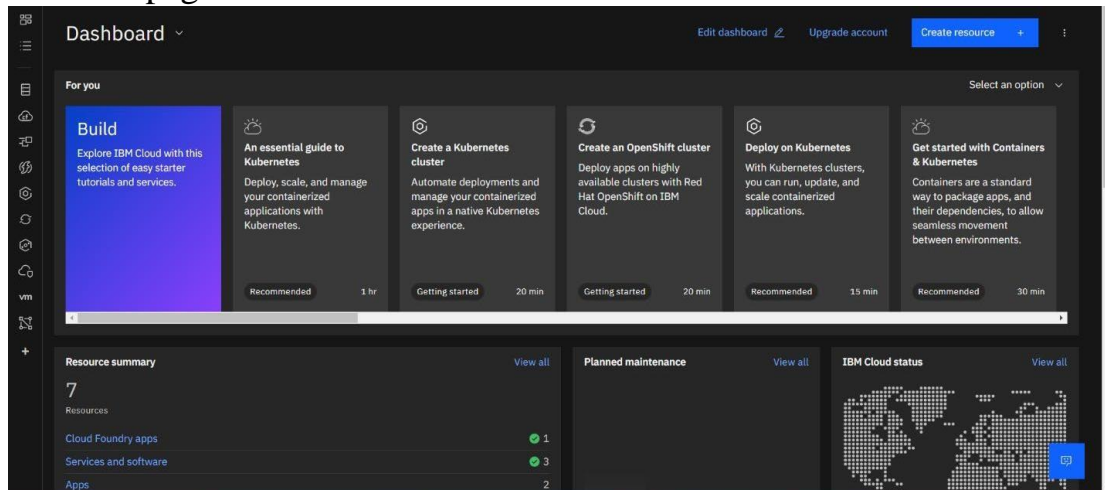 Dashboard
Edit dashboard
Upgrade account
Create resource +
For you
Select an option
Build
Explore IBM Cloud with this
selection of easy starter
tutorials and services.
An essential guide to
Kubernetes
Deploy, scale, and manage
your containerized
applications with
Kubernetes.
Recommended 1 hr
Create a Kubernetes
cluster
Automate deployments and
manage your containerized
apps in a native Kubernetes
experience.
Getting started 20 min
Create an OpenShift cluster
Deploy apps on highly
available clusters with Red
Hat OpenShift on IBM
Cloud.
Getting started 20 min
Deploy on Kubernetes
With Kubernetes clusters,
you can run, update, and
scale containerized
applications.
Recommended 15 min
Get started with Containers
& Kubernetes
Containers are a standard
way to package apps, and
their dependencies, to allow
seamless movement
between environments.
Recommended 30 min
vm
Resource summary View all
7
Resources
Cloud Foundry apps 1
Services and software 3
Apps 2
Planned maintenance View all
IBM Cloud status View all